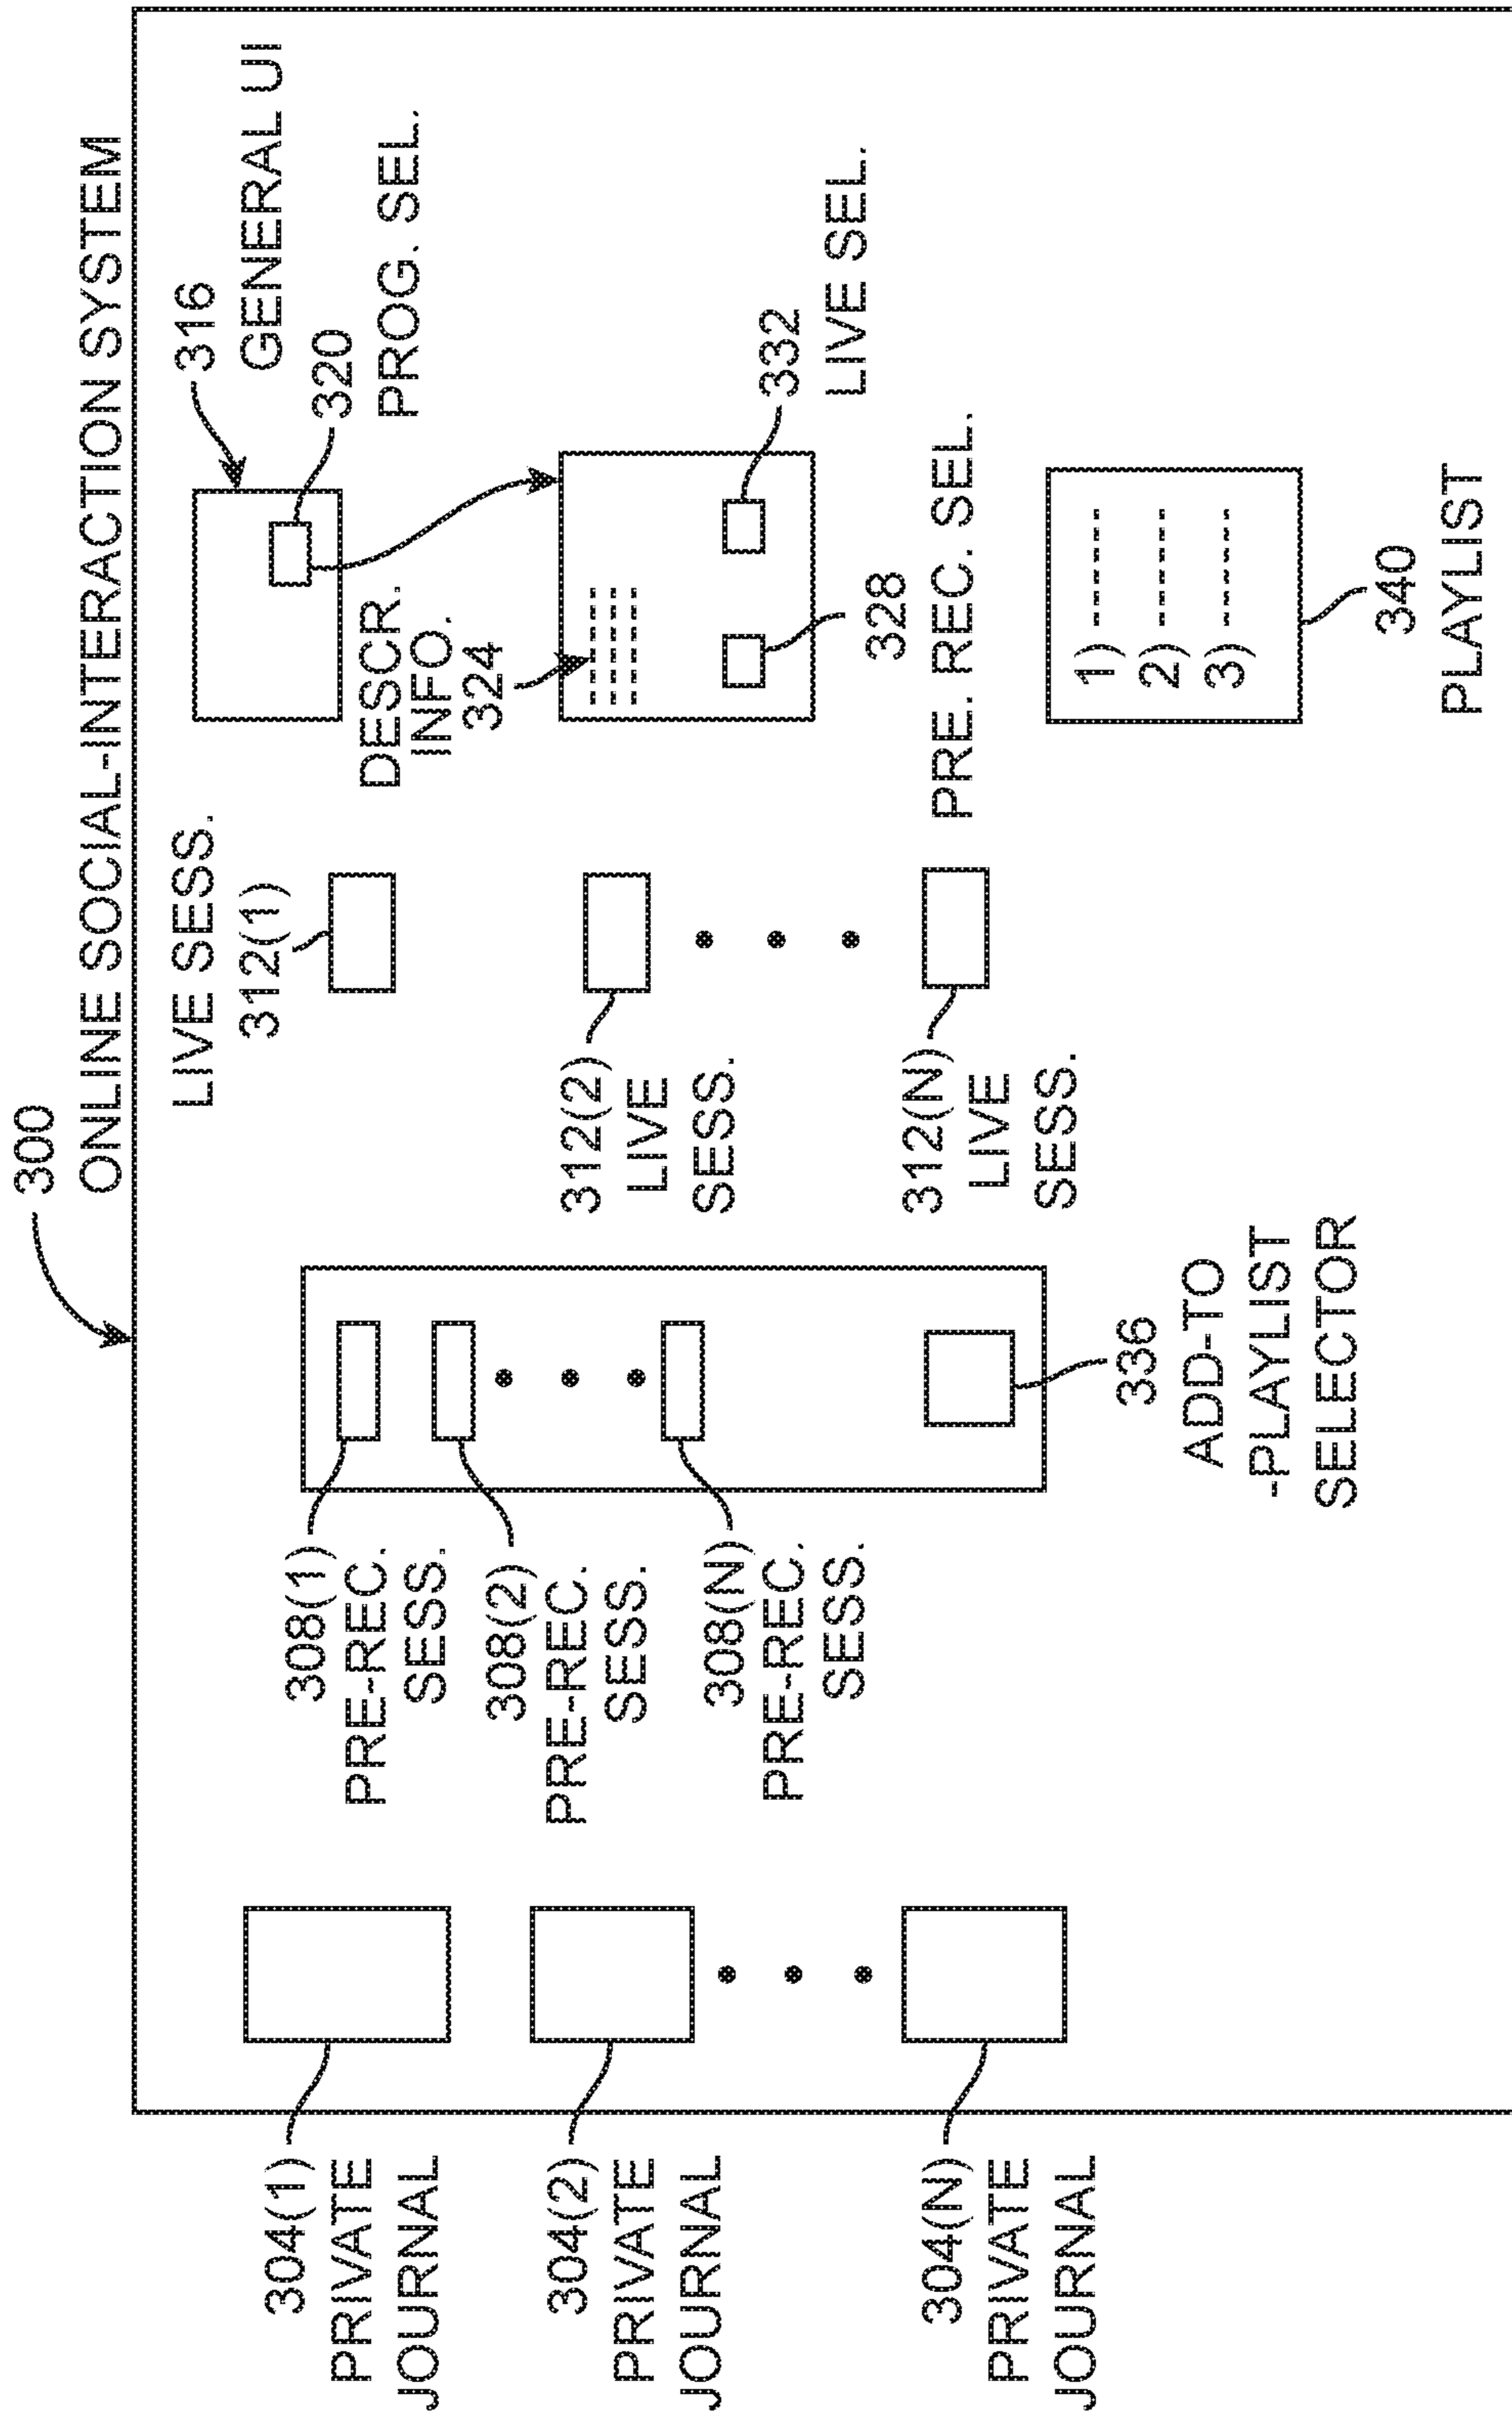 300
ONLINE SOCIAL-INTERACTION SYSTEM
304(1)
PRIVATE
JOURNAL
304(2)
PRIVATE
JOURNAL
304(N)
PRIVATE
JOURNAL
308(1)
PRE-REC.
SESS.
308(2)
PRE-REC.
SESS.
308(N)
PRE-REC.
SESS.
336
ADD-TO
-PLAYLIST
SELECTOR
LIVE SESS.
312(1)
312(2)
LIVE
SESS.
312(N)
LIVE
SESS.
316
GENERAL UI
320
PROG. SEL.
DESCR.
INFO.
324
332
LIVE SEL.
328
PRE. REC. SEL.
1)
2)
3)
340
PLAYLIST